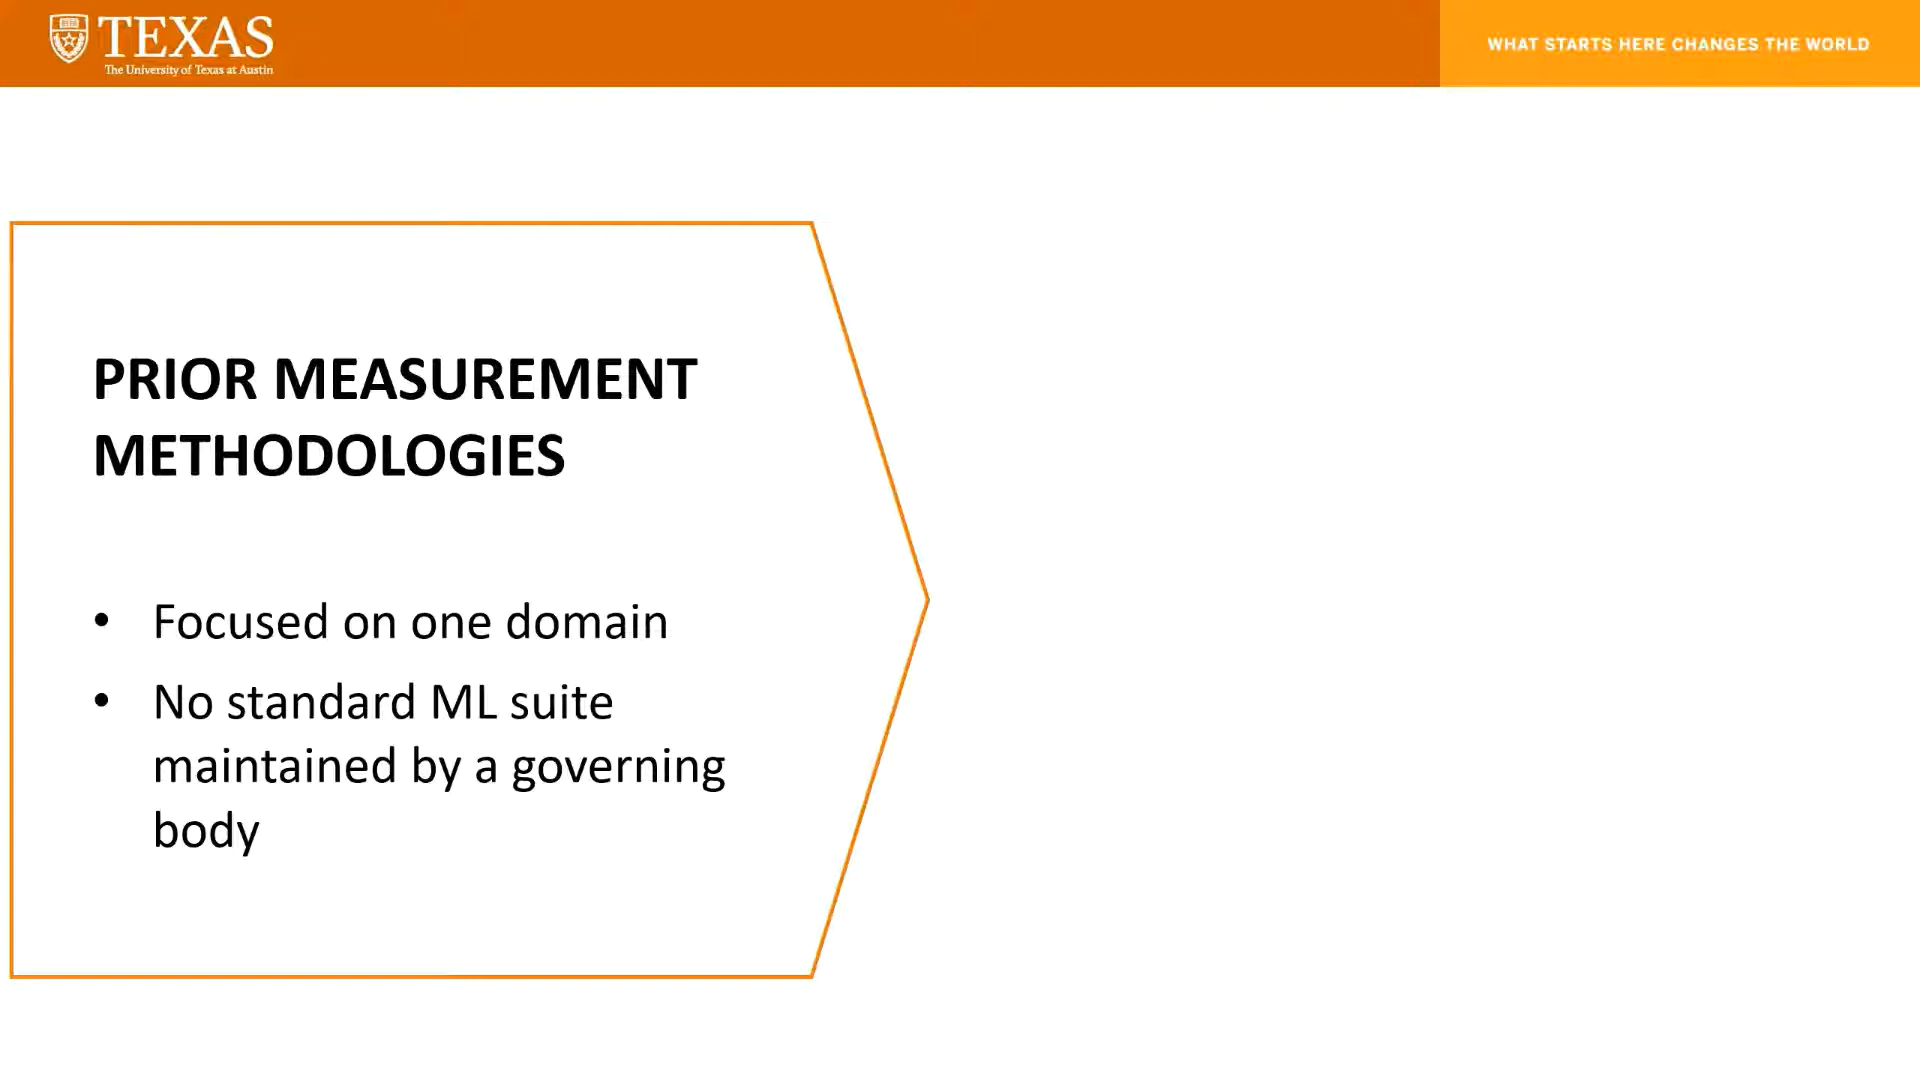 TEXAS
The University of Texas at Austin
WHAT STARTS HERE CHANGES THE WORLD
PRIOR MEASUREMENT
METHODOLOGIES
• Focused on one domain
• No standard ML suite
maintained by a governing
body